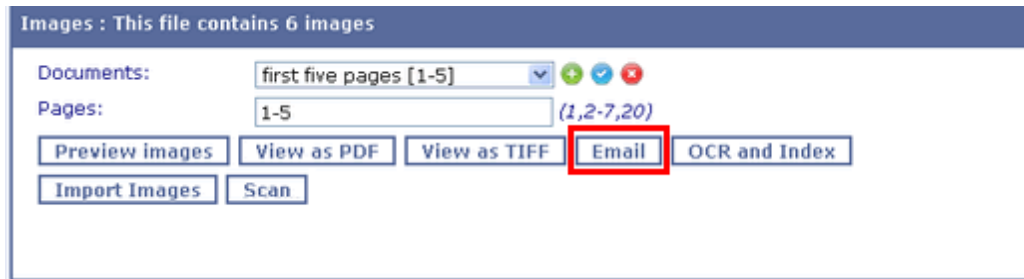 Images : This file contains 6 images
Documents: first five pages [1-5]
Pages: 1-5 (1,2-7,20)
Preview images View as PDF View as TIFF Email OCR and Index
Import Images Scan